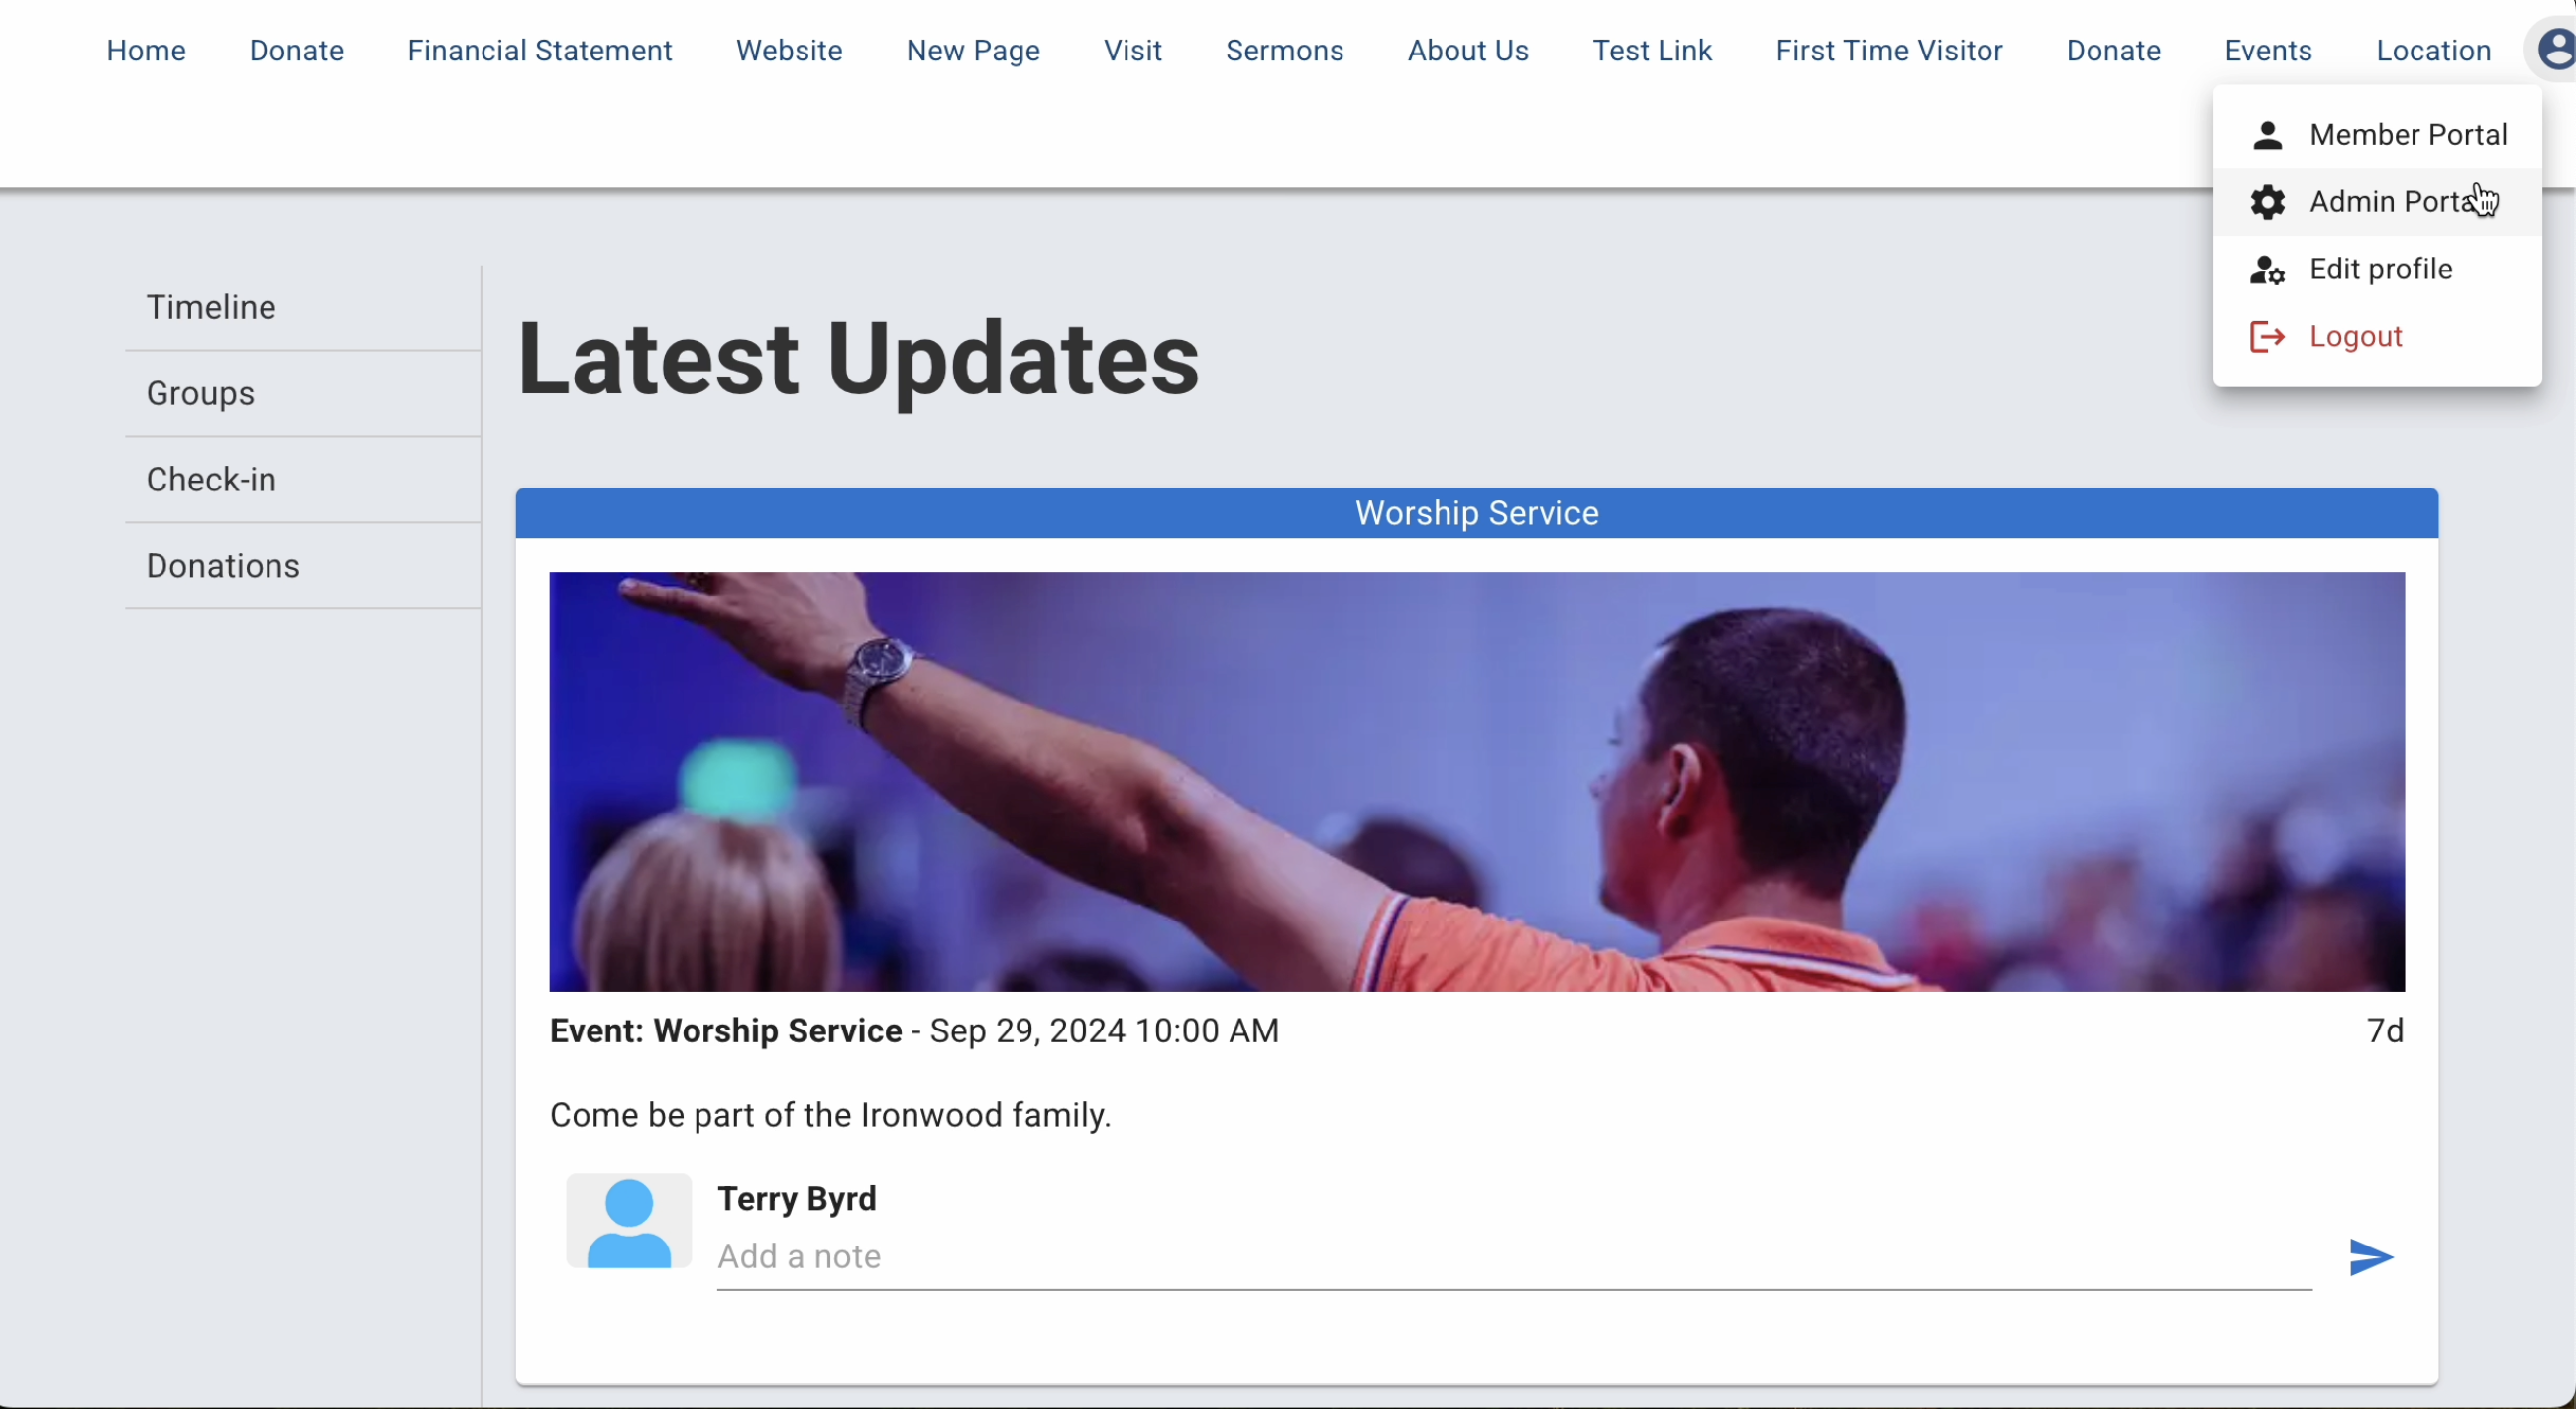 Home Donate Financial Statement Website New Page Visit Sermons About Us Test Link First Time Visitor Donate Events Location
Member Portal
Admin Porta
Edit profile
Logout
Timeline
Groups
Check-in
Donations
Latest Updates
Worship Service
Event: Worship Service - Sep 29, 2024 10:00 AM
7d
Come be part of the Ironwood family.
Terry Byrd
Add a note